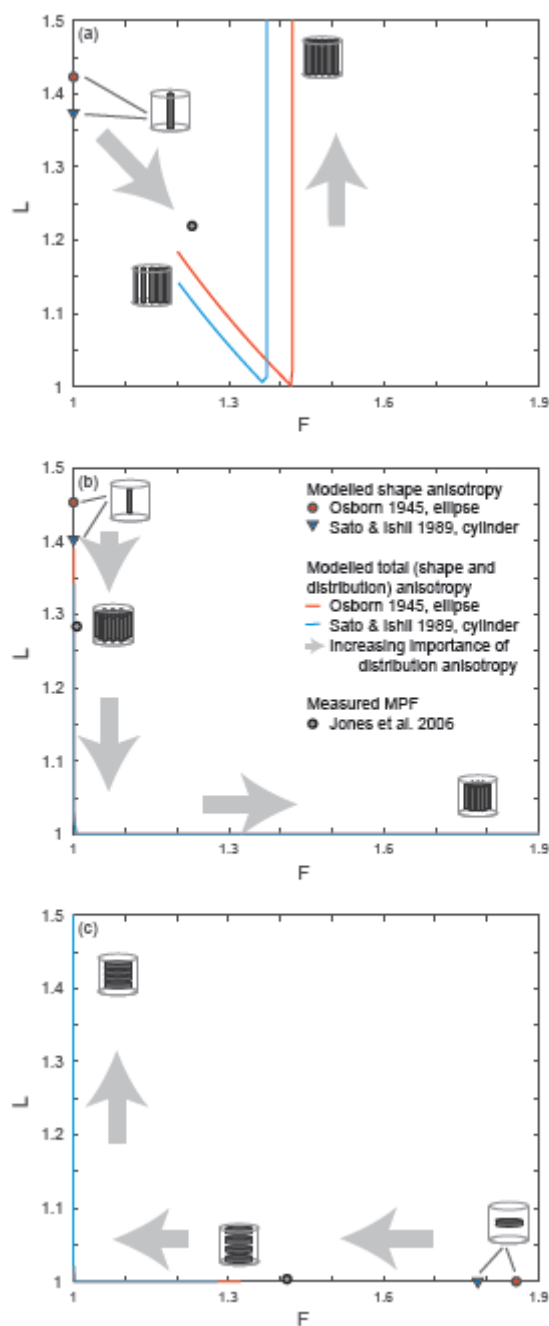 1.5
(a)
1.4
1.3
L
1.2
1.1
1
1
1.3
1.6
1.9
F
1.5
(b)
1.4
1.3
L
1.2
1.1
1
1
1.3
1.6
1.9
F
Modelled shape anisotropy
Osborn 1945, ellipse
Sato & Ishil 1989, cylinder
Modelled total (shape and
distribution) anisotropy
Osborn 1945, ellipse
Sato & Ishil 1989, cylinder
Increasing importance of
distribution anisotropy
Measured MPF
Jones et al. 2006
1.5
(c)
1.4
1.3
L
1.2
1.1
1
1
1.3
1.6
1.9
F